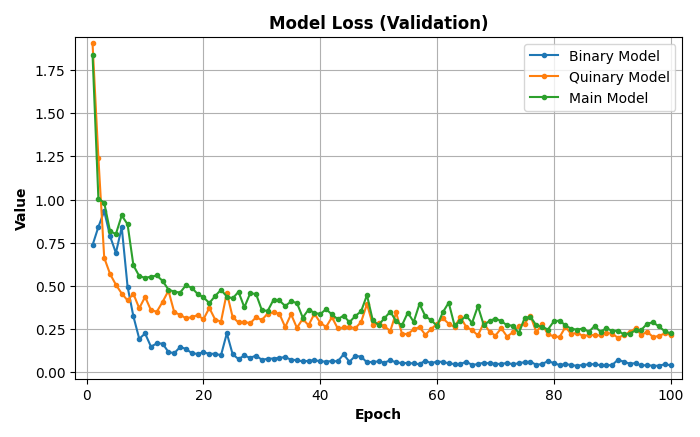 Model Loss (Validation)
Binary Model
Quinary Model
Main Model
Value
1.75
1.50
1.25
1.00
0.75
0.50
0.25
0.00
0 20 40 60 80 100
Epoch